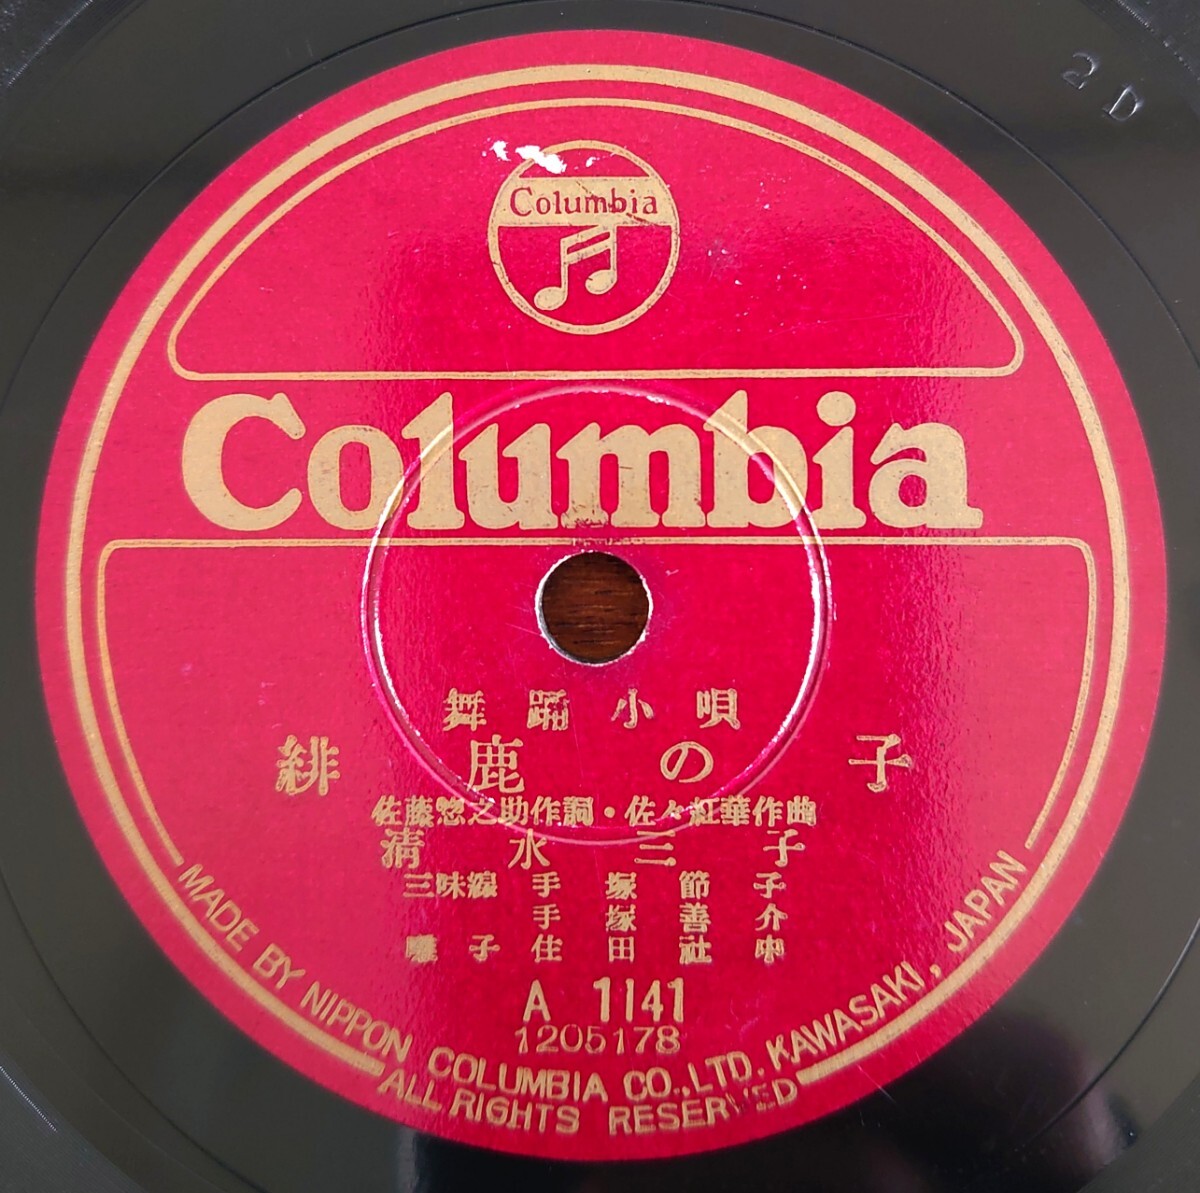 2D
Columbia
Columbia
舞踊小唄
緋鹿の子
佐藤惣之助作詞・佐々紅華作曲
清水三子
三味線 手塚節子
手塚善介
囃子 住田社中
A 1141
1205178
MADE BY NIPPON COLUMBIA CO., LTD. KAWASAKI, JAPAN
ALL RIGHTS RESERVED